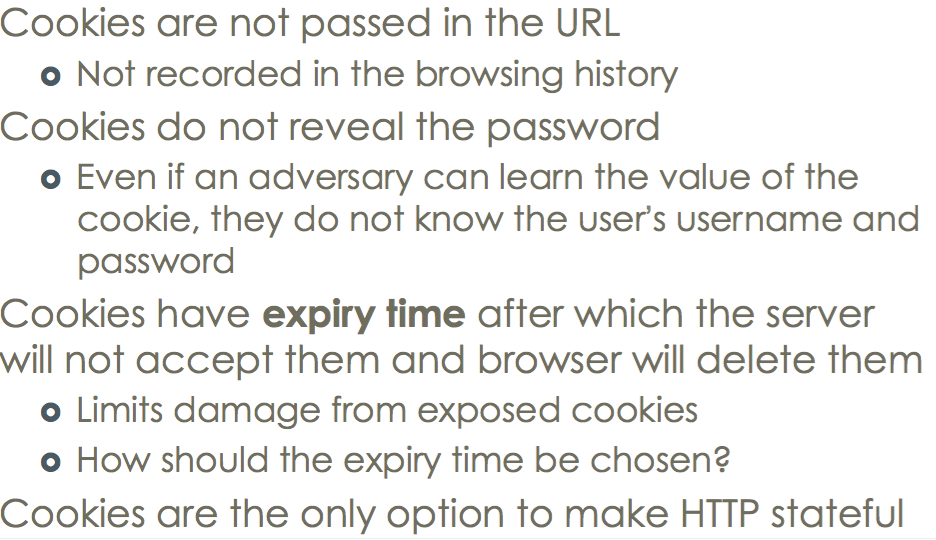 Cookies are not passed in the URL
Not recorded in the browsing history
Cookies do not reveal the password
Even if an adversary can learn the value of the
cookie, they do not know the user’s username and
password
Cookies have expiry time after which the server
will not accept them and browser will delete them
Limits damage from exposed cookies
How should the expiry time be chosen?
Cookies are the only option to make HTTP stateful